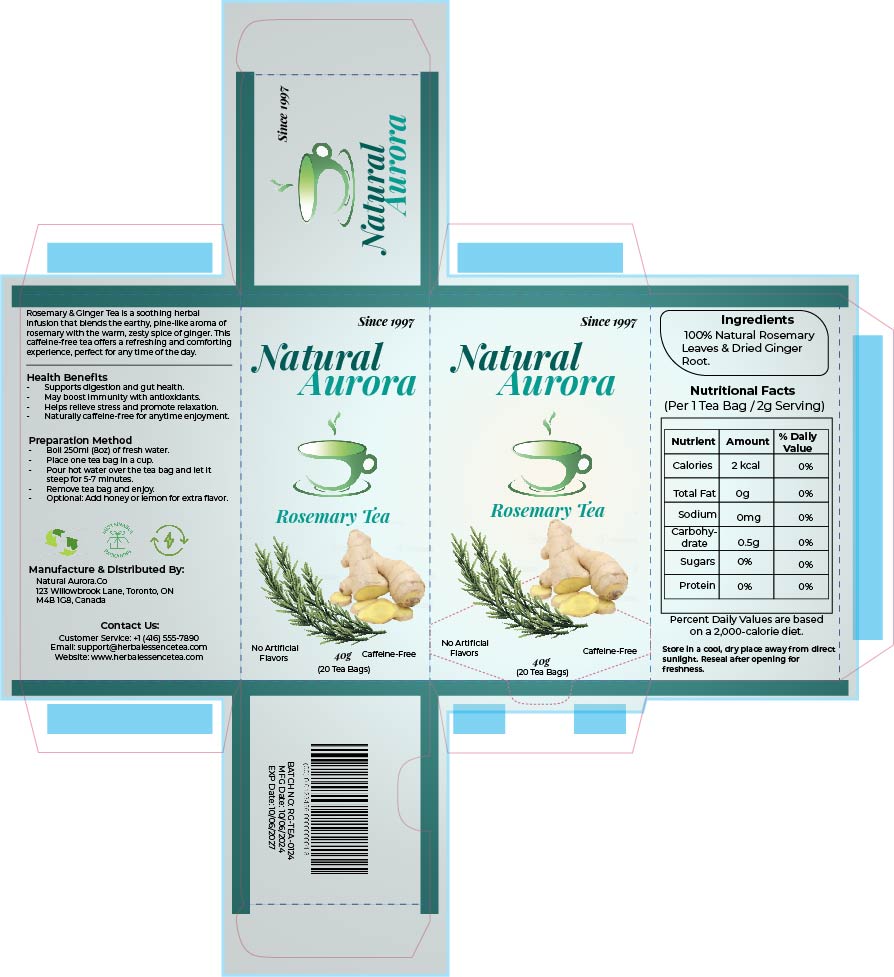 Since 1997
Natural
Aurora
Rosemary & Ginger Tea is a soothing herbal
infusion that blends the earthy, pine-like aroma of
rosemary with the warm, zesty spice of ginger. This
caffeine-free tea offers a refreshing and comforting
experience, perfect for any time of the day.
Health Benefits
- Supports digestion and gut health.
- May boost immunity with antioxidants.
- Helps relieve stress and promote relaxation.
- Naturally caffeine-free for anytime enjoyment.
Preparation Method
- Boil 250ml (8oz) of fresh water.
- Place one tea bag in a cup.
- Pour hot water over the tea bag and let it
steep for 5-7 minutes.
- Remove tea bag and enjoy.
- Optional: Add honey or lemon for extra flavor.
SUSTAINABLE
PACKAGING
Manufacture & Distributed By:
Natural Aurora.Co
123 Willowbrook Lane, Toronto, ON
M4B 1G8, Canada
Contact Us:
Customer Service: +1 (416) 555-7890
Email: support@herbalessencetea.com
Website: www.herbalessencetea.com
Since 1997
Natural
Aurora
Rosemary Tea
No Artificial
Flavors
40g
Caffeine-Free
(20 Tea Bags)
Since 1997
Natural
Aurora
Rosemary Tea
No Artificial
Flavors
40g
Caffeine-Free
(20 Tea Bags)
Ingredients
100% Natural Rosemary
Leaves & Dried Ginger
Root.
Nutritional Facts
(Per 1 Tea Bag / 2g Serving)
Nutrient Amount % Daily Value
Calories 2 kcal 0%
Total Fat 0g 0%
Sodium 0mg 0%
Carbohy-
drate 0.5g 0%
Sugars 0% 0%
Protein 0% 0%
Percent Daily Values are based
on a 2,000-calorie diet.
Store in a cool, dry place away from direct
sunlight. Reseal after opening for
freshness.
BATCH NO: RG-TEA-0124
MFG Date: 10/06/2024
EXP Date: 10/06/2027